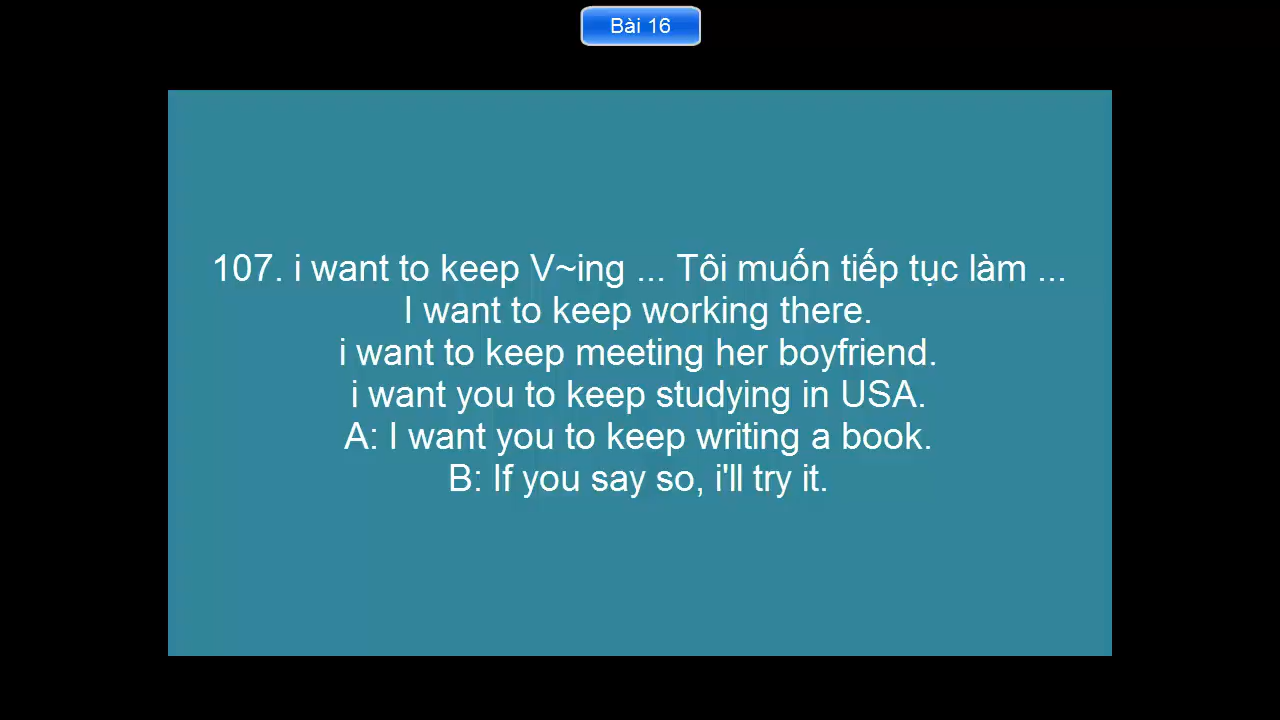 Bài 16
107. i want to keep V~ing ... Tôi muốn tiếp tục làm ...
I want to keep working there.
i want to keep meeting her boyfriend.
i want you to keep studying in USA.
A: I want you to keep writing a book.
B: If you say so, i'll try it.